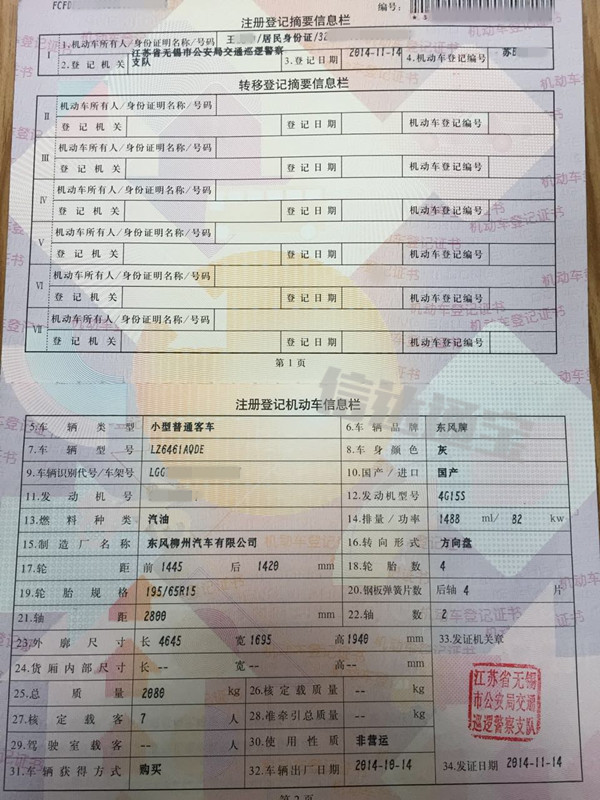 FCF0
编号:
注册登记摘要信息栏
I 1.机动车所有人/身份证明名称/号码 王 /居民身份证/32
2.登记机关 江苏省无锡市公安局交通巡逻警察支队 3.登记日期 2014-11-14 4.机动车登记编号 苏B
转移登记摘要信息栏
II 机动车所有人/身份证明名称/号码
登记机关 登记日期 机动车登记编号
III 机动车所有人/身份证明名称/号码
登记机关 登记日期 机动车登记编号
IV 机动车所有人/身份证明名称/号码
登记机关 登记日期 机动车登记编号
V 机动车所有人/身份证明名称/号码
登记机关 登记日期 机动车登记编号
VI 机动车所有人/身份证明名称/号码
登记机关 登记日期 机动车登记编号
VII 机动车所有人/身份证明名称/号码
登记机关 登记日期 机动车登记编号
第1页
注册登记机动车信息栏
5.车辆类型 小型普通客车 6.车辆品牌 东风牌
7.车辆型号 LZ6461AQDE 8.车身颜色 灰
9.车辆识别代号/车架号 LGG 10.国产/进口 国产
11.发动机号 12.发动机型号 4G15S
13.燃料种类 汽油 14.排量/功率 1488 ml/ 82 kw
15.制造厂名称 东风柳州汽车有限公司 16.转向形式 方向盘
17.轮距 前 1445 后 1420 mm 18.轮胎数 4
19.轮胎规格 195/65R15 20.钢板弹簧片数 后轴 4 片
21.轴距 2800 mm 22.轴数 2
23.外廓尺寸 长 4645 宽 1695 高 1940 mm 33.发证机关章
24.货厢内部尺寸 长 -- 宽 -- 高 -- mm
25.总质量 2080 kg 26.核定载质量 -- kg
27.核定载客 7 人 28.准牵引总质量 -- kg
江苏省无锡
市公安局交通
巡逻警察支队
29.驾驶室载客 -- 人 30.使用性质 非营运
31.车辆获得方式 购买 32.车辆出厂日期 2014-10-14 34.发证日期 2014-11-14
第2页